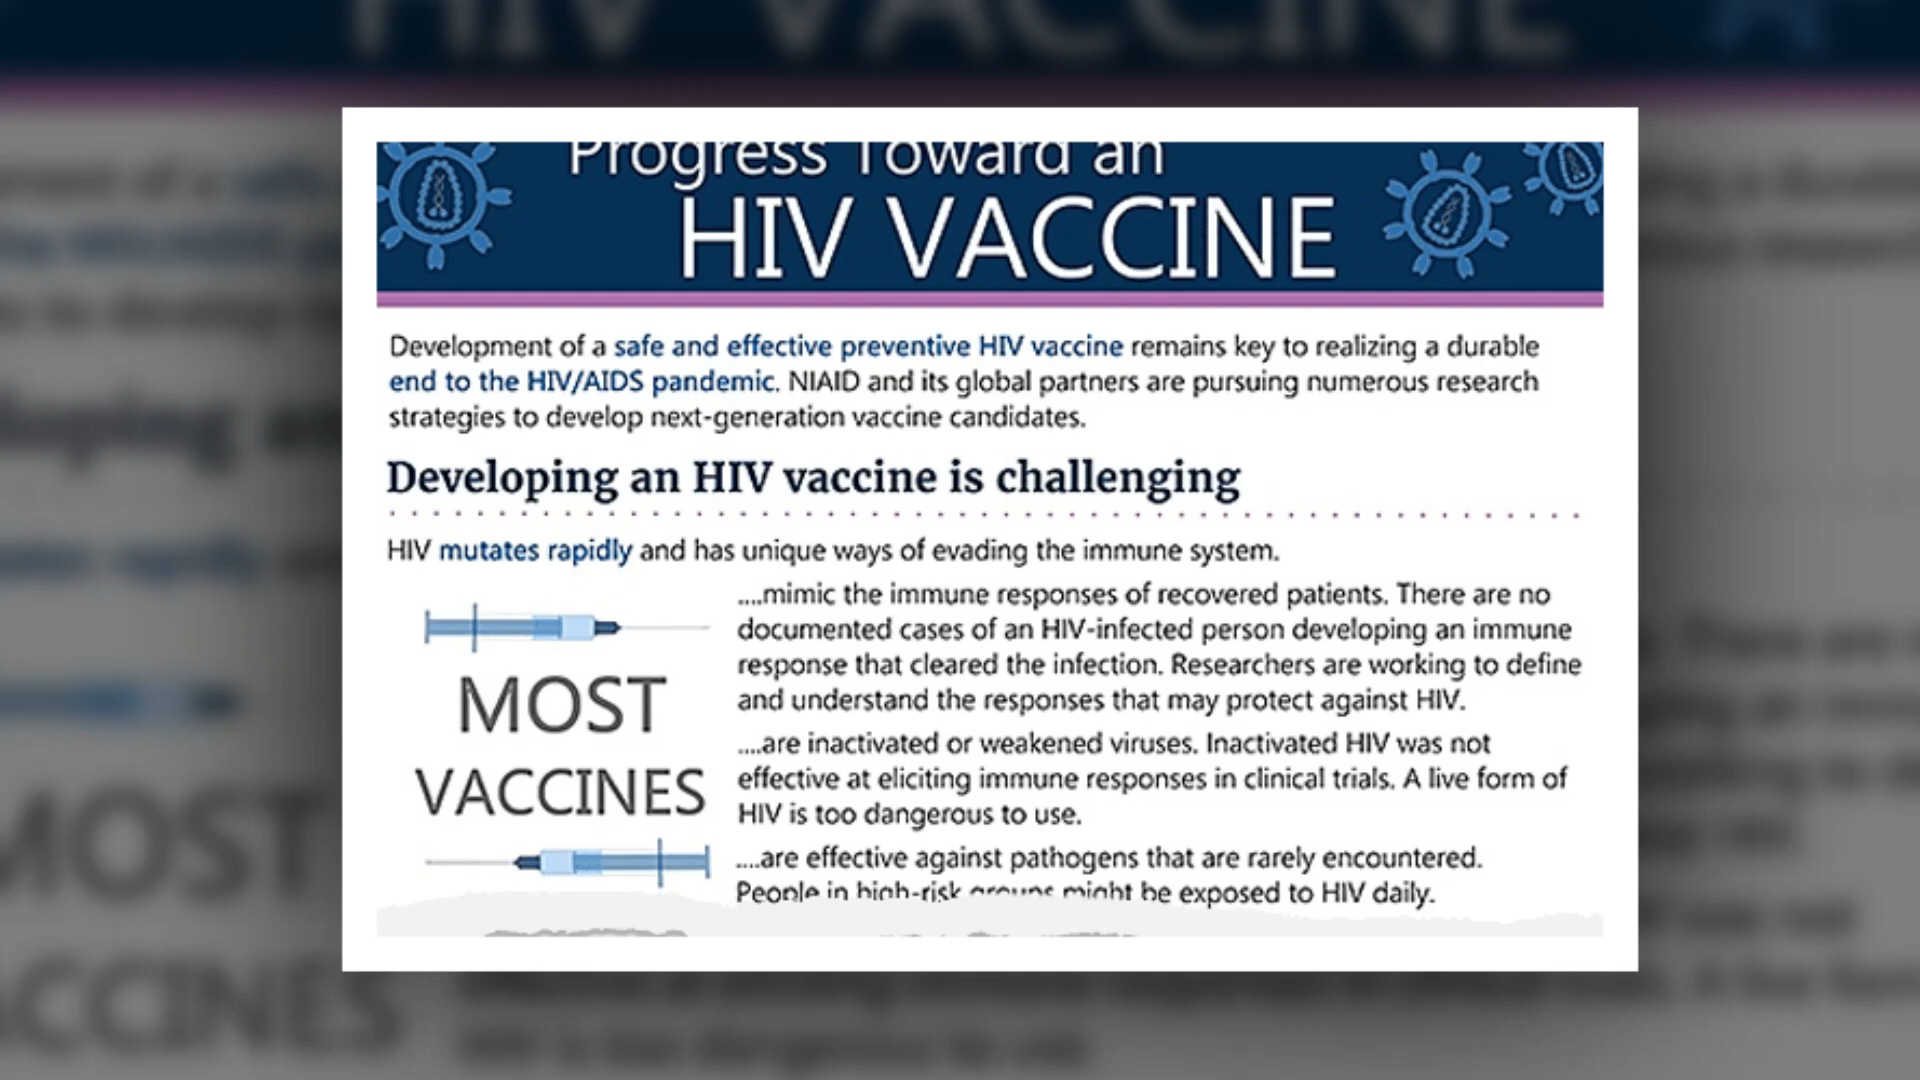 Progress Toward an
HIV VACCINE
Development of a safe and effective preventive HIV vaccine remains key to realizing a durable
end to the HIV/AIDS pandemic. NIAID and its global partners are pursuing numerous research
strategies to develop next-generation vaccine candidates.
Developing an HIV vaccine is challenging
HIV mutates rapidly and has unique ways of evading the immune system.
MOST
VACCINES
....mimic the immune responses of recovered patients. There are no
documented cases of an HIV-infected person developing an immune
response that cleared the infection. Researchers are working to define
and understand the responses that may protect against HIV.
....are inactivated or weakened viruses. Inactivated HIV was not
effective at eliciting immune responses in clinical trials. A live form of
HIV is too dangerous to use.
....are effective against pathogens that are rarely encountered.
People in high-risk groups might be exposed to HIV daily.